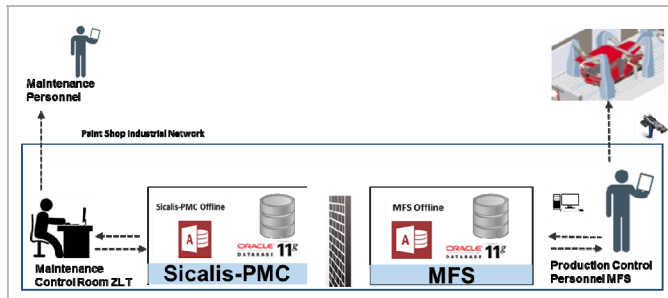 Maintenance
Personnel
Paint Shop Industrial Network
Sicalis-PMC Offline
A
ORACLE
DATABASE 11g
Sicalis-PMC
MFS Offline
A
ORACLE
DATABASE 11g
MFS
Maintenance
Control Room ZLT
Production Control
Personnel MFS